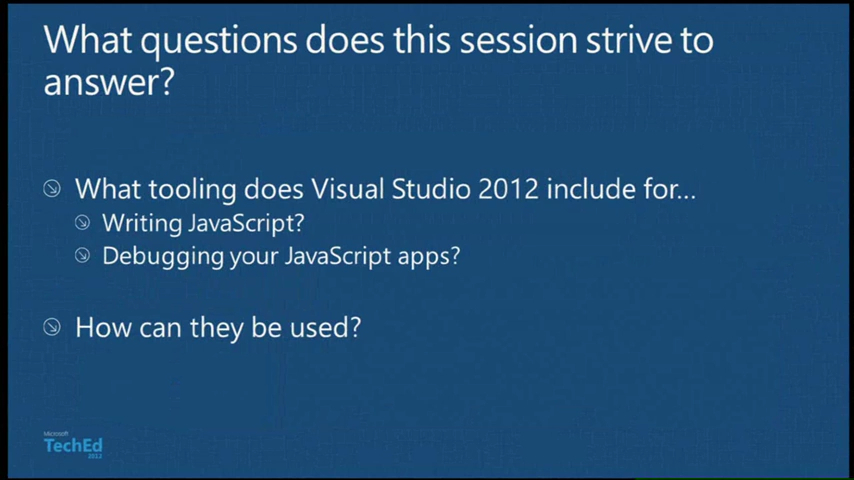 What questions does this session strive to
answer?
What tooling does Visual Studio 2012 include for...
Writing JavaScript?
Debugging your JavaScript apps?
How can they be used?
Microsoft
TechEd
2012